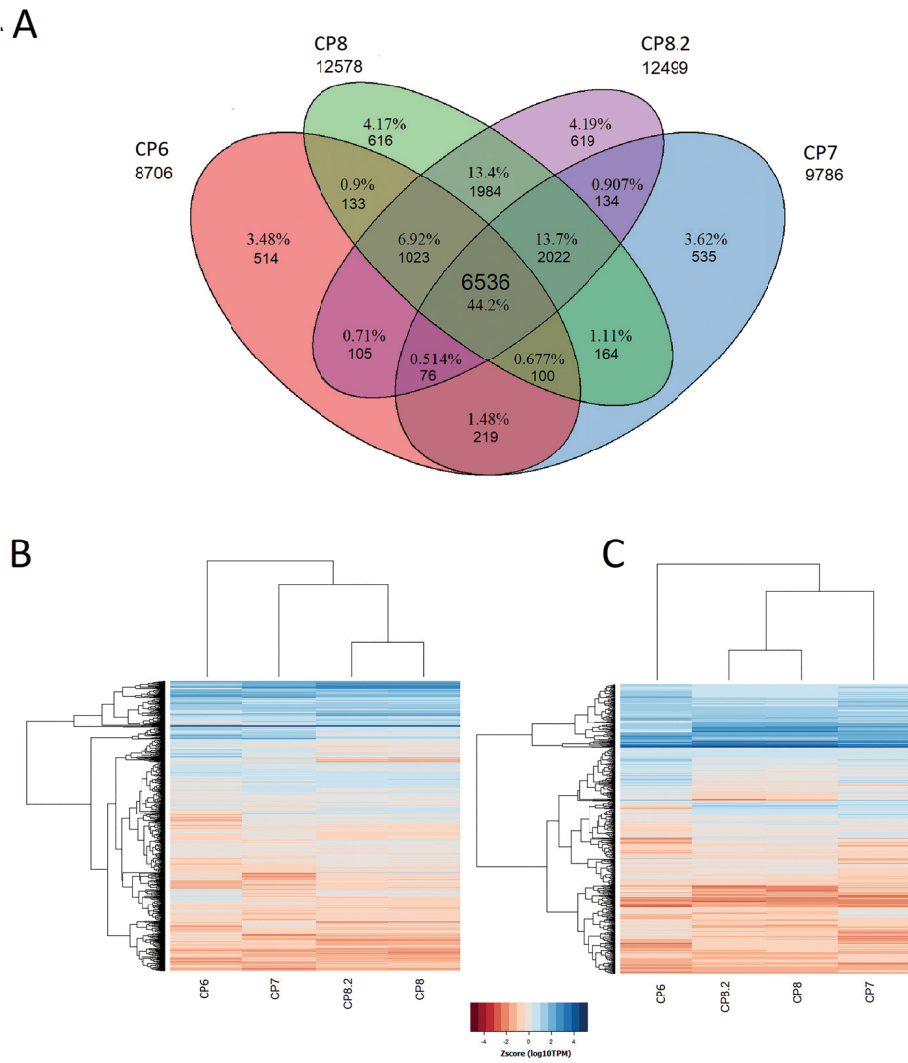 A
CP8
12578
CP8.2
12499
CP6
8706
CP7
9786
4.17%
616
4.19%
619
0.9%
133
13.4%
1984
0.907%
134
3.48%
514
6.92%
1023
13.7%
2022
3.62%
535
6536
44.2%
0.71%
105
1.11%
164
0.514%
76
0.677%
100
1.48%
219
B
C
CP6
CP7
CP8.2
CP8
CP6
CP8.2
CP8
CP7
-4 -2 0 2 4
Zscore (log10TPM)